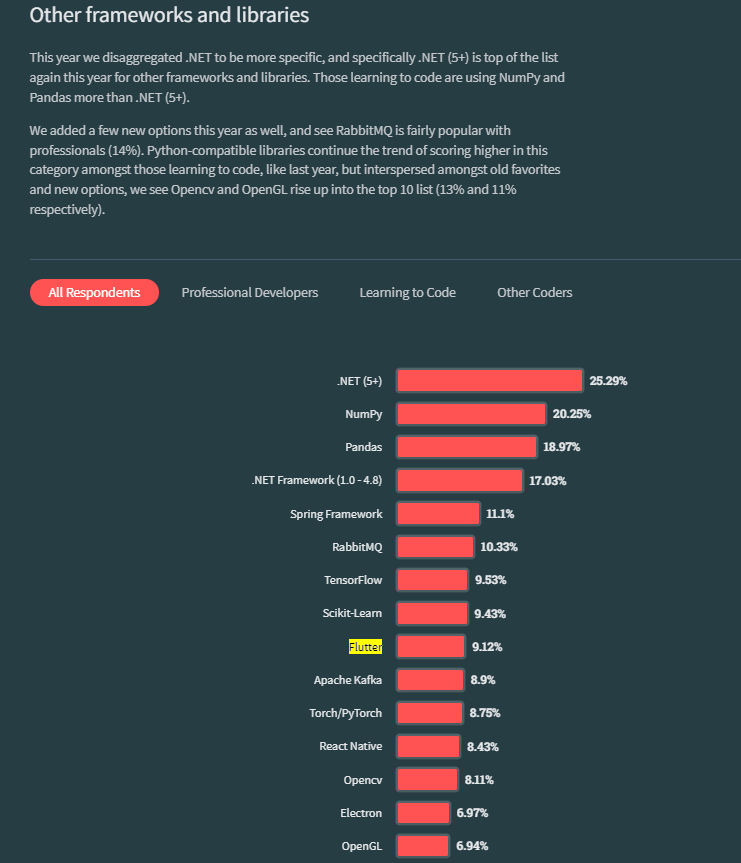 Other frameworks and libraries
This year we disaggregated .NET to be more specific, and specifically .NET (5+) is top of the list
again this year for other frameworks and libraries. Those learning to code are using NumPy and
Pandas more than .NET (5+).
We added a few new options this year as well, and see RabbitMQ is fairly popular with
professionals (14%). Python-compatible libraries continue the trend of scoring higher in this
category amongst those learning to code, like last year, but interspersed amongst old favorites
and new options, we see Opencv and OpenGL rise up into the top 10 list (13% and 11%
respectively).
All Respondents Professional Developers Learning to Code Other Coders
.NET (5+) 25.29%
NumPy 20.25%
Pandas 18.97%
.NET Framework (1.0 - 4.8) 17.03%
Spring Framework 11.1%
RabbitMQ 10.33%
TensorFlow 9.53%
Scikit-Learn 9.43%
Flutter 9.12%
Apache Kafka 8.9%
Torch/PyTorch 8.75%
React Native 8.43%
Opencv 8.11%
Electron 6.97%
OpenGL 6.94%